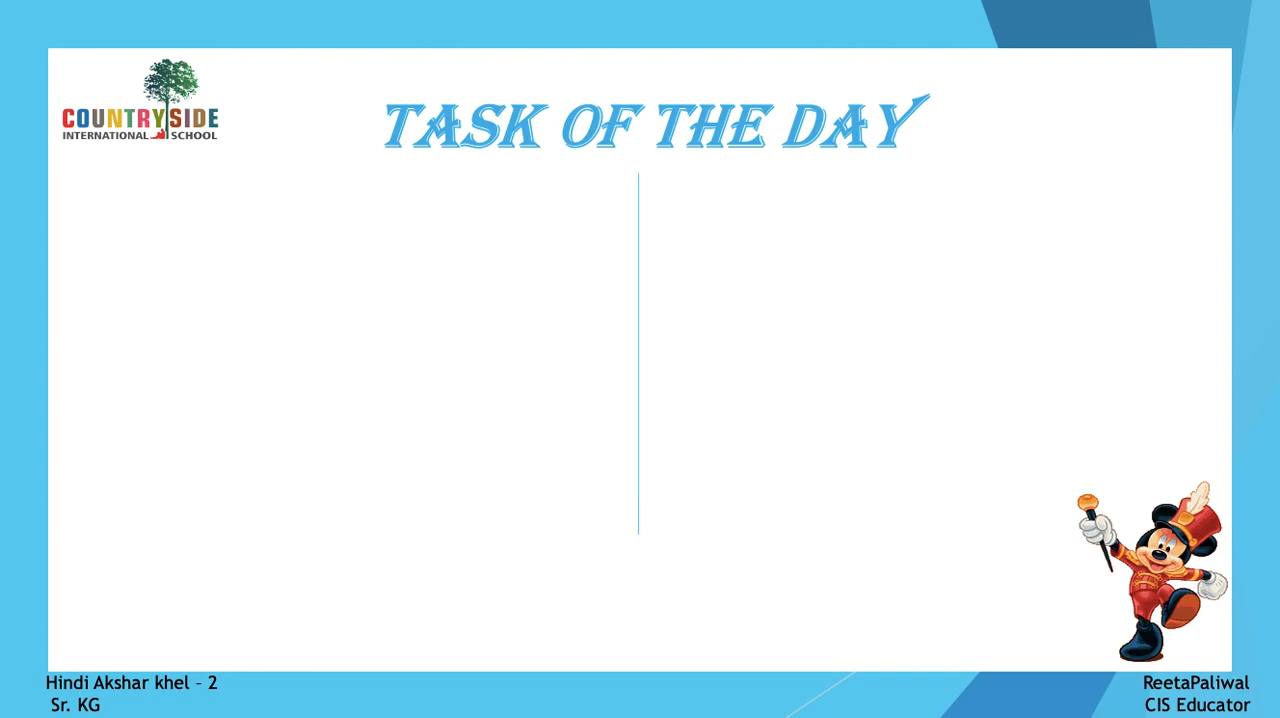 COUNTRYSIDE
INTERNATIONAL SCHOOL
TASK OF THE DAY
Hindi Akshar khel – 2
Sr. KG
ReetaPaliwal
CIS Educator